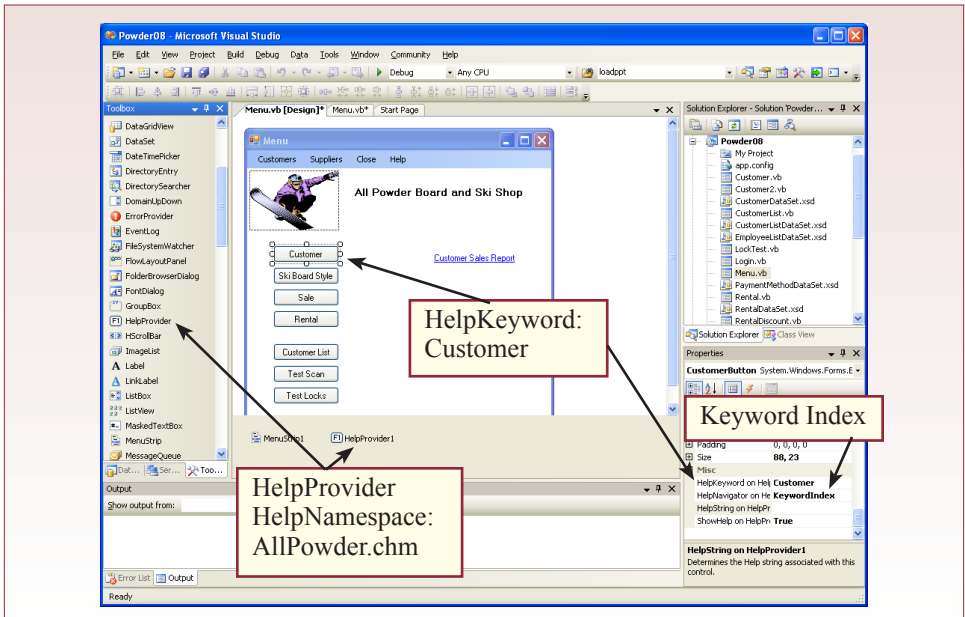 Powder08 - Microsoft Visual Studio
File Edit View Project Build Debug Data Tools Window Community Help
Debug Any CPU loadppt
Toolbox
DataGridView
DataSet
DateTimePicker
DirectoryEntry
DirectorySearcher
DomainUpDown
ErrorProvider
EventLog
FileSystemWatcher
FlowLayoutPanel
FolderBrowserDialog
FontDialog
GroupBox
HelpProvider
HScrollBar
ImageList
Label
LinkLabel
ListBox
ListView
MaskedTextBox
MenuStrip
MessageQueue
Dat... Ser... Too...
Menu.vb [Design]* Menu.vb* Start Page
Menu
Customers Suppliers Close Help
All Powder Board and Ski Shop
Customer
Customer Sales Report
Ski Board Style
Sale
Rental
Customer List
Test Scan
Test Locks
HelpKeyword:
Customer
MenuStrip1 HelpProvider1
HelpProvider
HelpNamespace:
AllPowder.chm
Solution Explorer - Solution 'Powder...
Powder08
My Project
app.config
Customer.vb
Customer2.vb
CustomerDataSet.xsd
CustomerList.vb
CustomerListDataSet.xsd
EmployeeListDataSet.xsd
LockTest.vb
Login.vb
Menu.vb
PaymentMethodDataSet.xsd
Rental.vb
RentalDataSet.xsd
RentalDiscount.vb
Solution Explorer Class View
Properties
CustomerButton System.Windows.Forms.E
Keyword Index
Padding 0, 0, 0, 0
Size 88, 23
Misc
HelpKeyword on Help Customer
HelpNavigator on He KeywordIndex
HelpString on HelpPr
ShowHelp on HelpPr True
HelpString on HelpProvider1
Determines the Help string associated with this
control.
Output
Show output from:
Error List Output
Ready